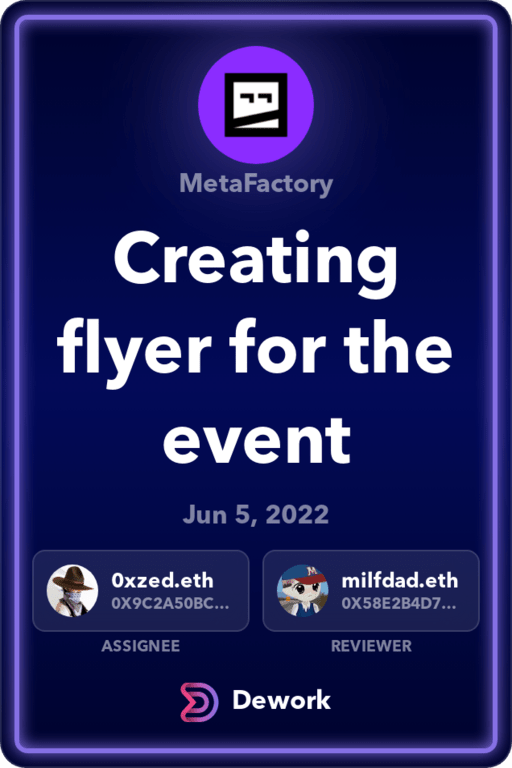 MetaFactory
Creating
flyer for the
event
Jun 5, 2022
0xzed.eth
0X9C2A50BC...
ASSIGNEE
milfdad.eth
0X58E2B4D7...
REVIEWER
Dework